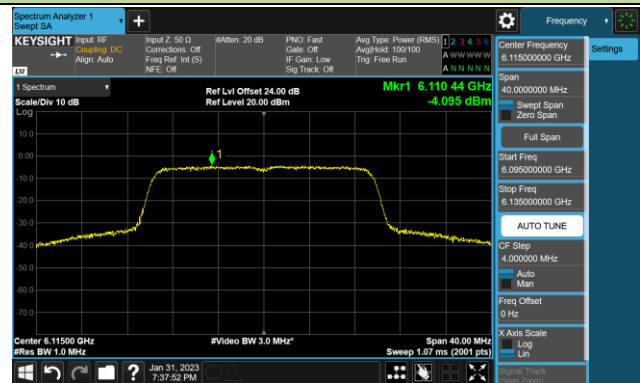 Spectrum Analyzer 1
Swept SA
Frequency
KEYSIGHT
Input: RF
Coupling: DC
Align: Auto
Input Z: 50 Ω
Corrections: Off
Freq Ref: Int (S)
NFE: Off
#Atten: 20 dB
PNO: Fast
Gate: Off
IF Gain: Low
Sig Track: Off
Avg Type: Power (RMS)
Avg|Hold: 100/100
Trig: Free Run
1 2 3 4 5 6
A W W W W W
A N N N N N
LXI
1 Spectrum
Scale/Div 10 dB
Log
Ref Lvl Offset 24.00 dB
Ref Level 20.00 dBm
Mkr1 6.110 44 GHz
-4.095 dBm
10.0
0.00
-10.0
-20.0
-30.0
-40.0
-50.0
-60.0
-70.0
1
Center 6.11500 GHz
#Res BW 1.0 MHz
#Video BW 3.0 MHz*
Span 40.00 MHz
Sweep 1.07 ms (2001 pts)
Jan 31, 2023
7:37:52 PM
Center Frequency
6.115000000 GHz
Settings
Span
40.0000000 MHz
Swept Span
Zero Span
Full Span
Start Freq
6.095000000 GHz
Stop Freq
6.135000000 GHz
AUTO TUNE
CF Step
4.000000 MHz
Auto
Man
Freq Offset
0 Hz
X Axis Scale
Log
Lin
Signal Track
(Span Zoom)